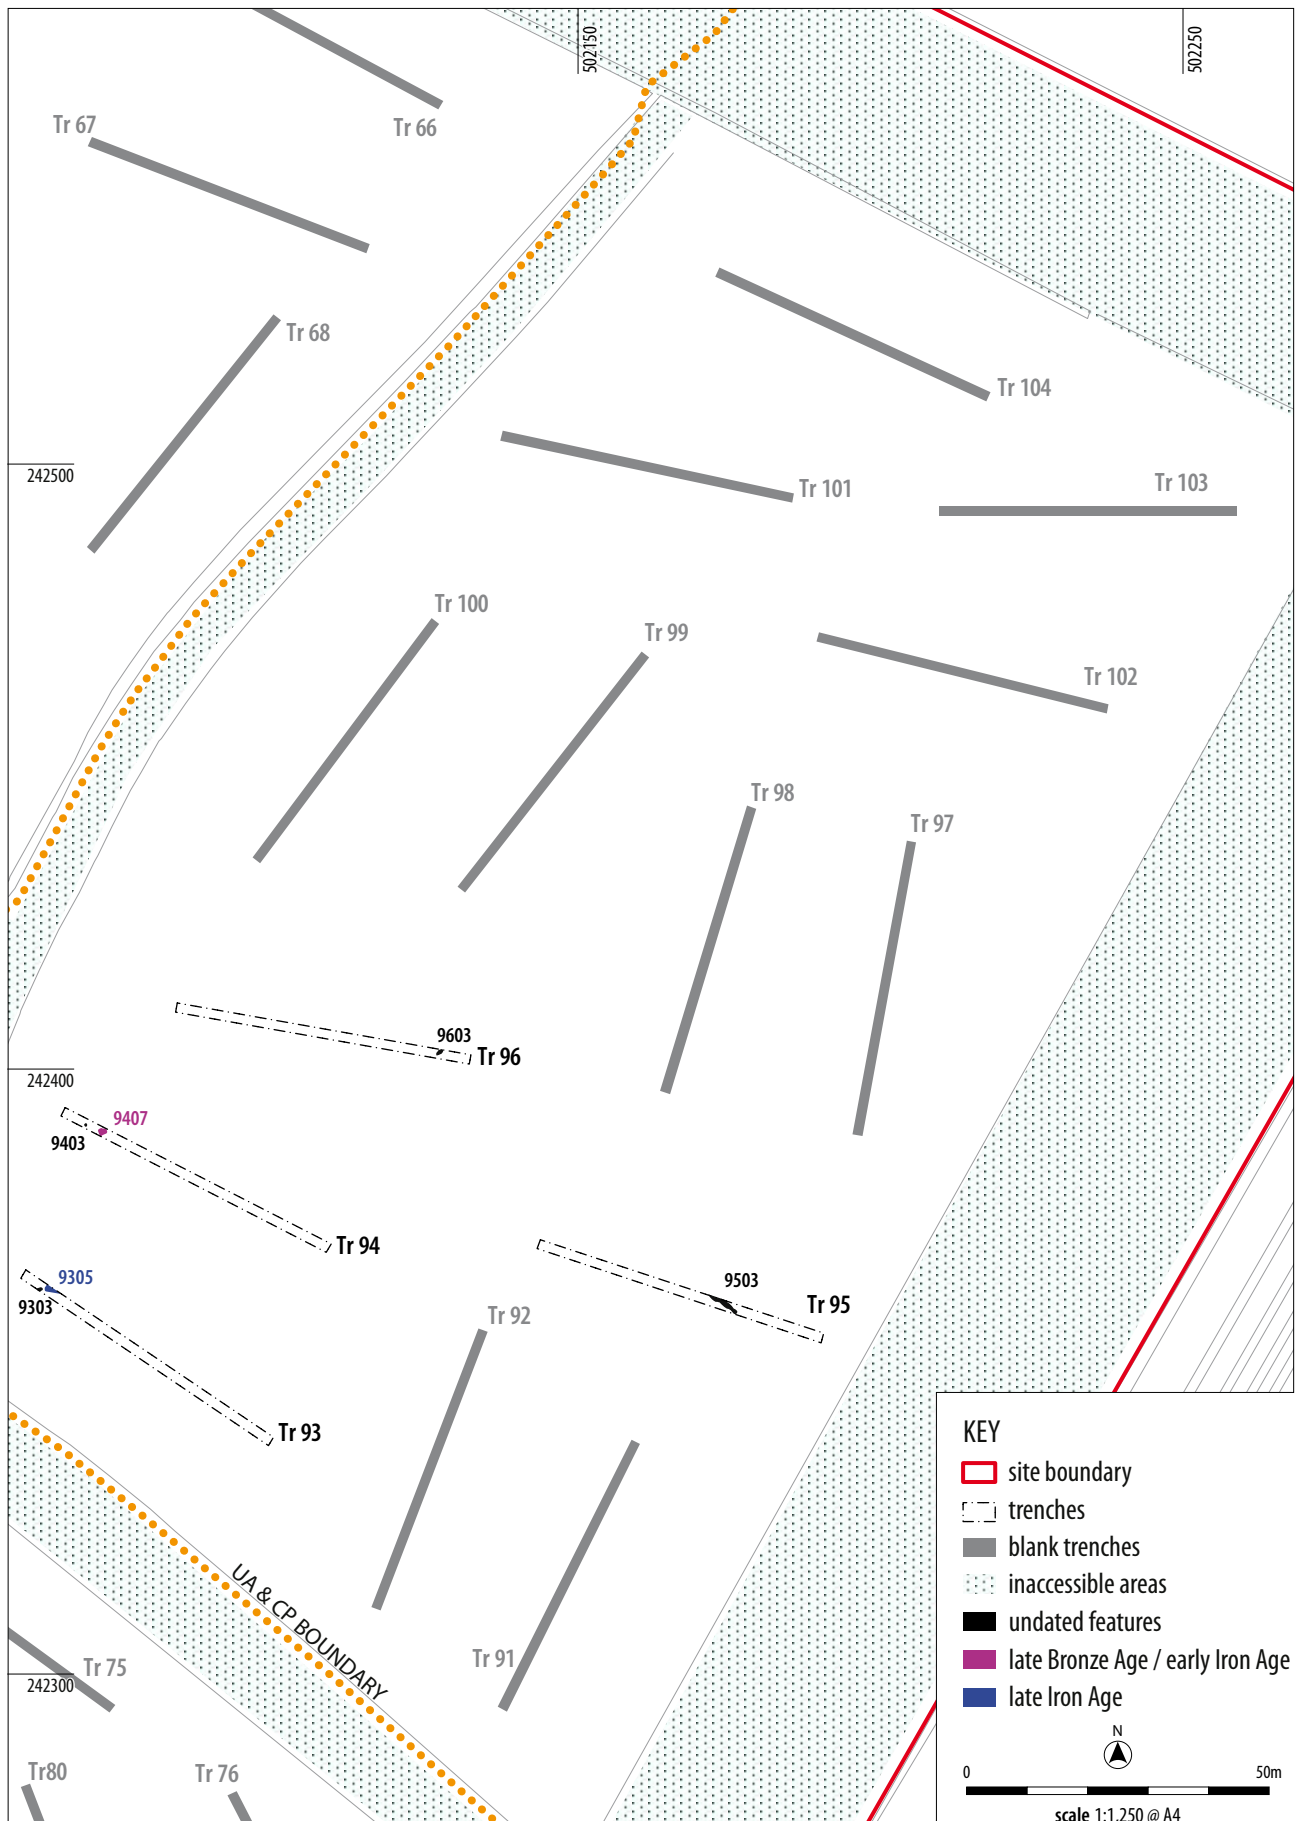 502150
502250
Tr 67
Tr 66
Tr 68
Tr 104
242500
Tr 101
Tr 103
Tr 100
Tr 99
Tr 102
Tr 98
Tr 97
9603
Tr 96
242400
9407
9403
Tr 94
9305
9303
9503
Tr 95
Tr 92
Tr 93
UA & CP BOUNDARY
Tr 91
Tr 75
242300
Tr80
Tr 76
KEY
site boundary
trenches
blank trenches
inaccessible areas
undated features
late Bronze Age / early Iron Age
late Iron Age
N
0
50m
scale 1:1,250 @ A4